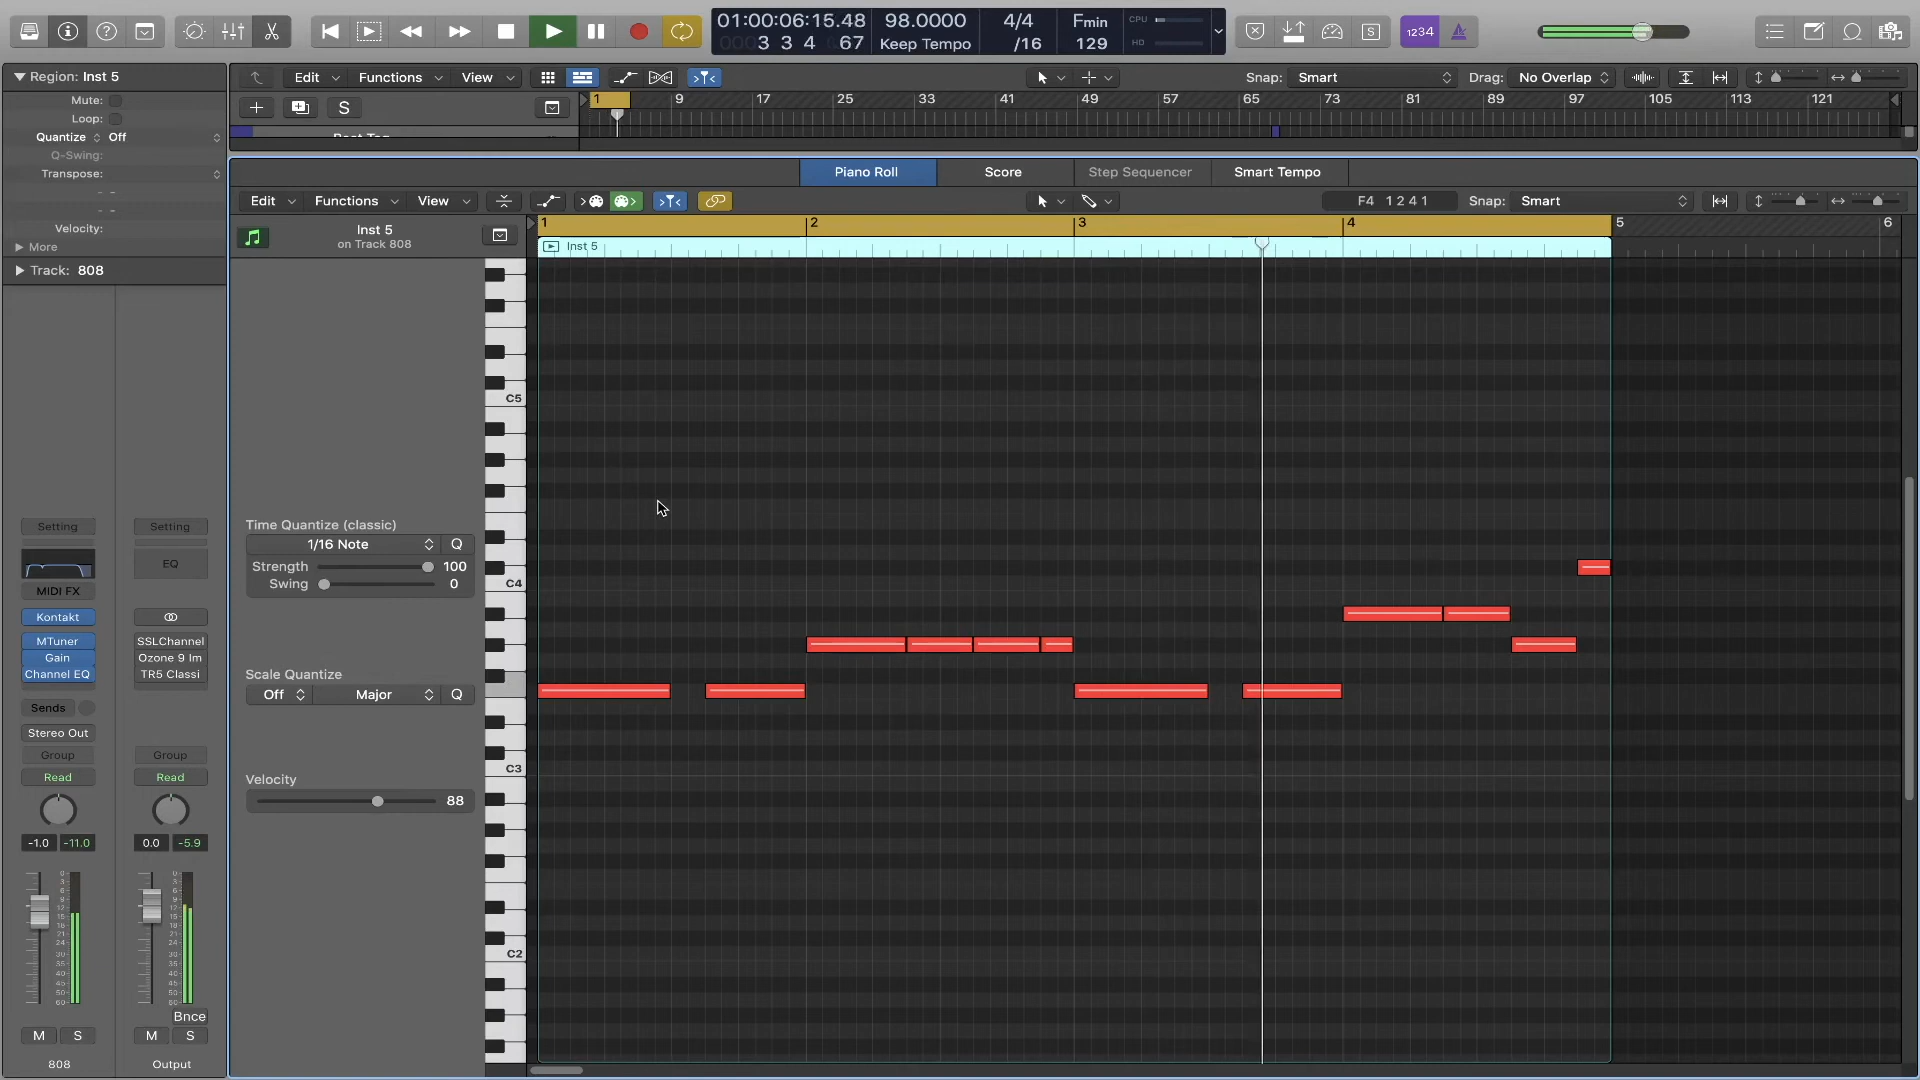 01:00:06:15.48
0003 3 4 67
98.0000
Keep Tempo
4/4
/16
Fmin
129
CPU
HD
S
1234
Region: Inst 5
Mute:
Loop:
Quantize Off
Q-Swing:
Transpose:
Velocity:
More
Track: 808
Edit Functions View
Snap: Smart
Drag: No Overlap
S
1 9 17 25 33 41 49 57 65 73 81 89 97 105 113 121
Piano Roll
Score
Step Sequencer
Smart Tempo
Edit Functions View
F4 1 2 4 1
Snap: Smart
Inst 5
on Track 808
1 2 3 4 5 6
Inst 5
C5
C4
C3
C2
Time Quantize (classic)
1/16 Note Q
Strength 100
Swing 0
Scale Quantize
Off Major Q
Velocity
88
Setting
MIDI FX
Kontakt
MTuner
Gain
Channel EQ
Sends
Stereo Out
Group
Read
-1.0 -11.0
M S
808
Setting
EQ
SSLChannel
Ozone 9 Im
TR5 Classi
Group
Read
0.0 -5.9
Bnce
M S
Output